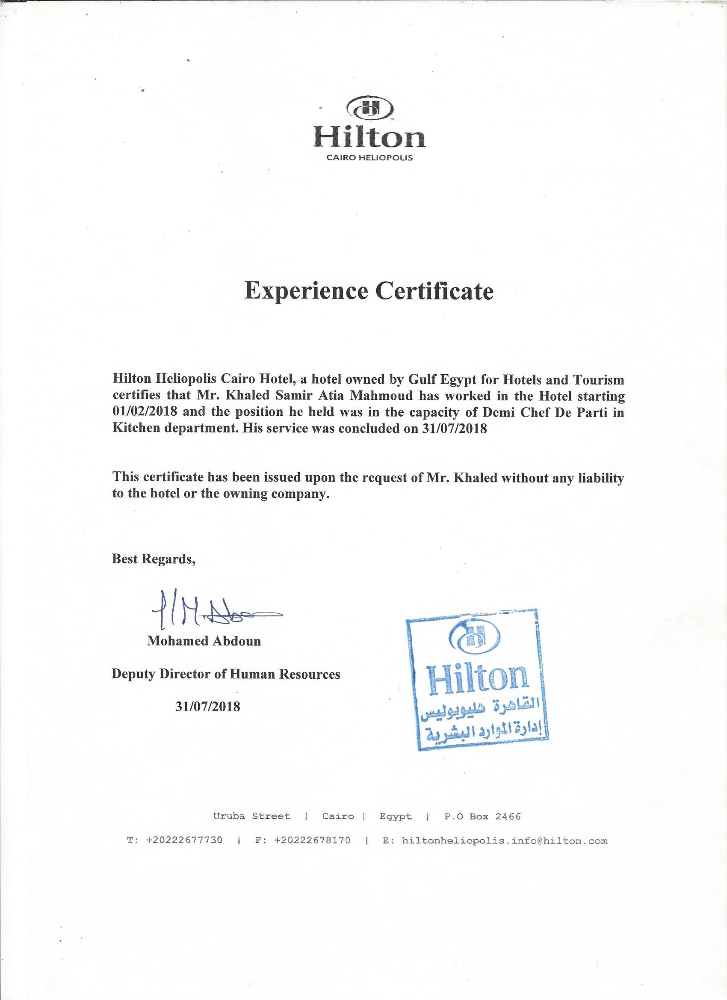 Hilton
CAIRO HELIOPOLIS
Experience Certificate
Hilton Heliopolis Cairo Hotel, a hotel owned by Gulf Egypt for Hotels and Tourism
certifies that Mr. Khaled Samir Atia Mahmoud has worked in the Hotel starting
01/02/2018 and the position he held was in the capacity of Demi Chef De Parti in
Kitchen department. His service was concluded on 31/07/2018
This certificate has been issued upon the request of Mr. Khaled without any liability
to the hotel or the owning company.
Best Regards,
Mohamed Abdoun
Deputy Director of Human Resources
31/07/2018
Hilton
القاهرة هليوبوليس
إدارة الموارد البشرية
Uruba Street | Cairo | Egypt | P.O Box 2466
T: +20222677730 | F: +20222678170 | E: hiltonheliopolis.info@hilton.com